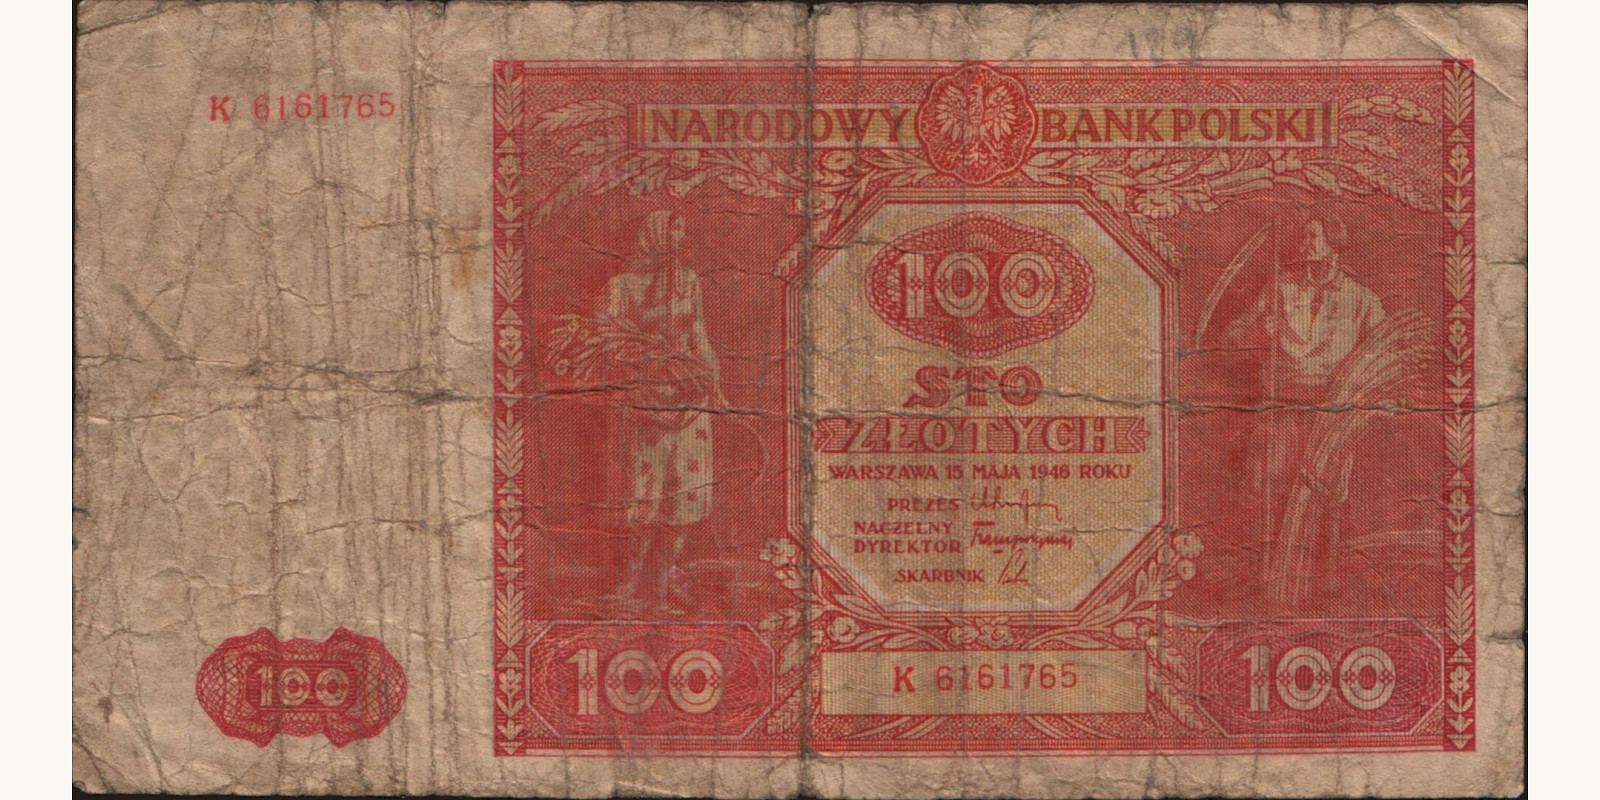 K 6161765
NARODOWY BANK POLSKI
100
STO
ZŁOTYCH
WARSZAWA 15 MAJA 1946 ROKU
PREZES
NACZELNY
DYREKTOR
SKARBNIK
100
100
K 6161765
100